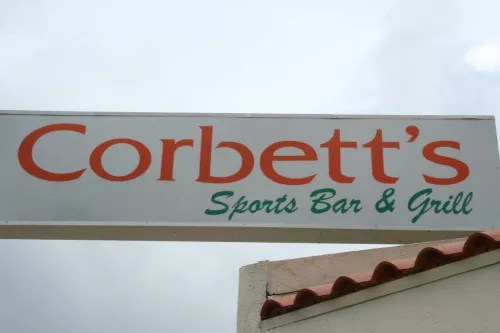 Corbett's
Sports Bar & Grill